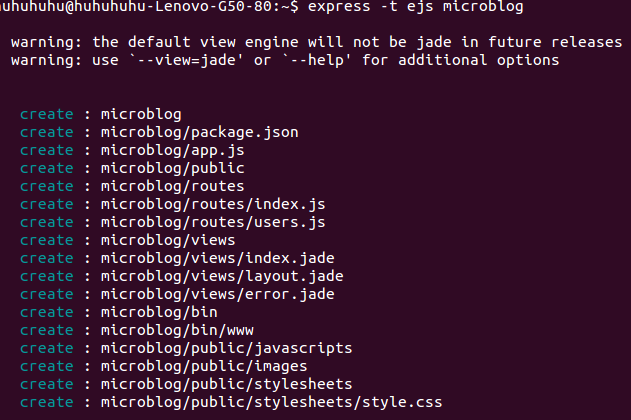 huhuhuhu@huhuhuhu-Lenovo-G50-80:~$ express -t ejs microblog
warning: the default view engine will not be jade in future releases
warning: use `--view=jade' or `--help' for additional options
create : microblog
create : microblog/package.json
create : microblog/app.js
create : microblog/public
create : microblog/routes
create : microblog/routes/index.js
create : microblog/routes/users.js
create : microblog/views
create : microblog/views/index.jade
create : microblog/views/layout.jade
create : microblog/views/error.jade
create : microblog/bin
create : microblog/bin/www
create : microblog/public/javascripts
create : microblog/public/images
create : microblog/public/stylesheets
create : microblog/public/stylesheets/style.css